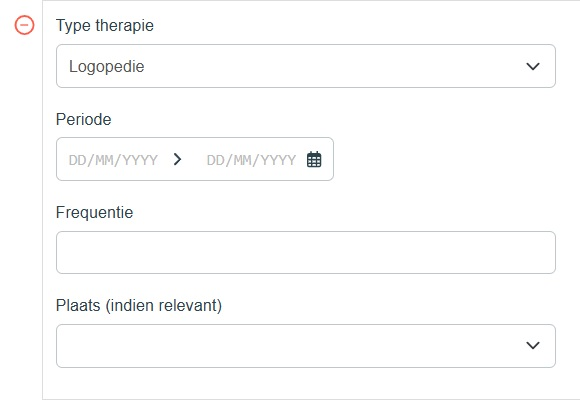 Type therapie
Logopedie
Periode
DD/MM/YYYY DD/MM/YYYY
Frequentie
Plaats (indien relevant)